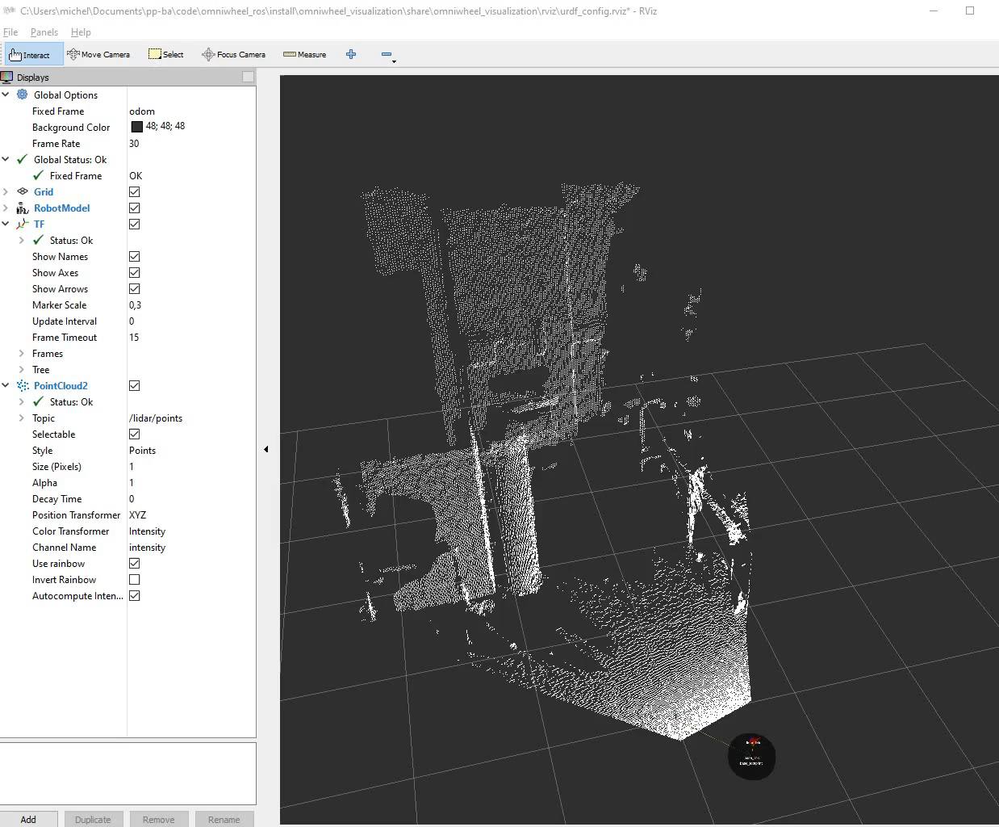 C:\Users\michel\Documents\pp-ba\code\omniwheel_ros\install\omniwheel_visualization\share\omniwheel_visualization\rviz\urdf_config.rviz* - RViz
File Panels Help
Interact Move Camera Select Focus Camera Measure
Displays
Global Options
Fixed Frame odom
Background Color 48; 48; 48
Frame Rate 30
Global Status: Ok
Fixed Frame OK
Grid
RobotModel
TF
Status: Ok
Show Names
Show Axes
Show Arrows
Marker Scale 0,3
Update Interval 0
Frame Timeout 15
Frames
Tree
PointCloud2
Status: Ok
Topic /lidar/points
Selectable
Style Points
Size (Pixels) 1
Alpha 1
Decay Time 0
Position Transformer XYZ
Color Transformer Intensity
Channel Name intensity
Use rainbow
Invert Rainbow
Autocompute Inten...
base_footprint
Add Duplicate Remove Rename